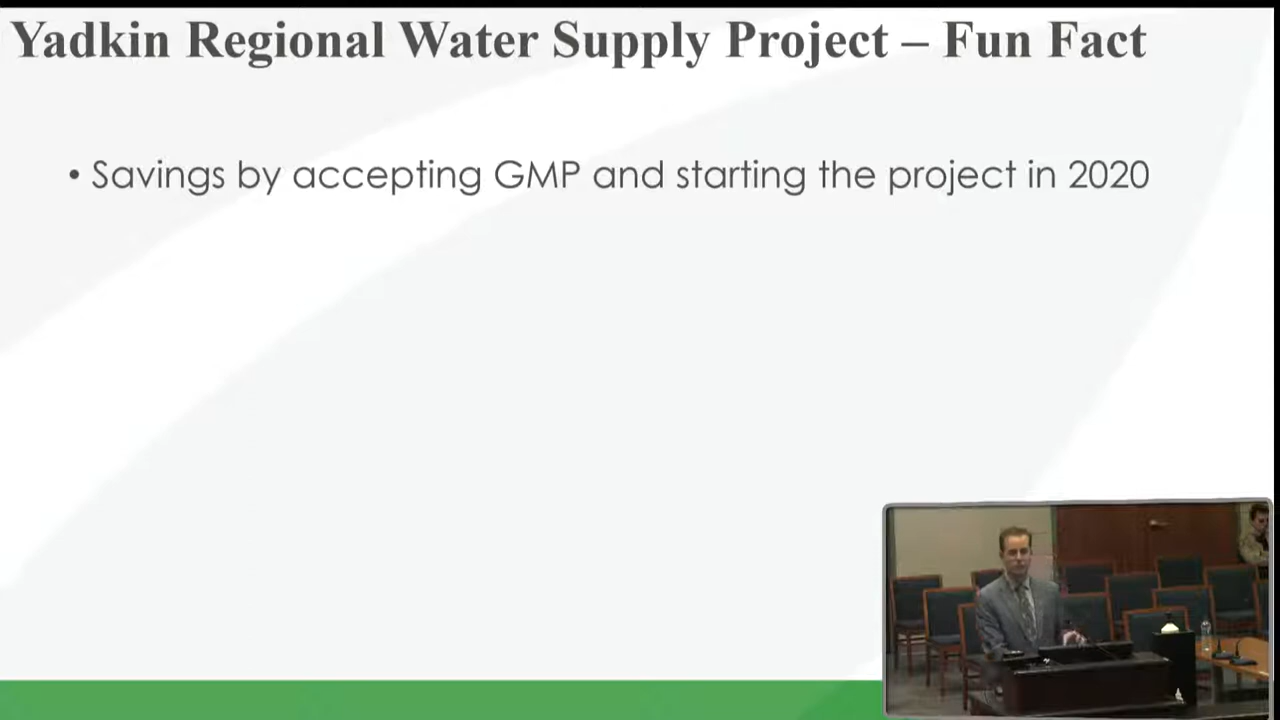 Yadkin Regional Water Supply Project – Fun Fact
• Savings by accepting GMP and starting the project in 2020